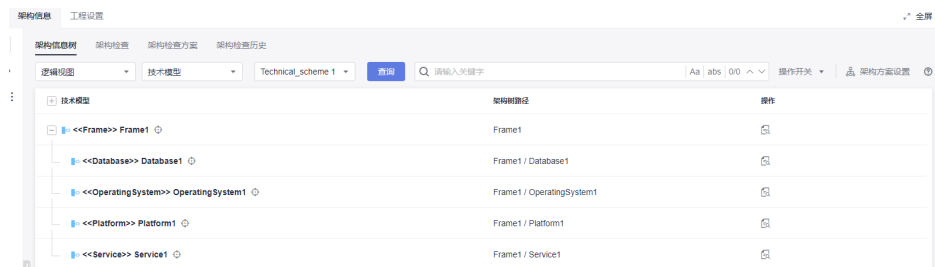 架构信息 工程设置 全屏
架构信息树 架构检查 架构检查方案 架构检查历史
逻辑视图 技术模型 Technical_scheme 1 查询 请输入关键字 Aa abs 0/0 操作开关 架构方案设置
技术模型 架构树路径 操作
<<Frame>> Frame1 Frame1
<<Database>> Database1 Frame1 / Database1
<<OperatingSystem>> OperatingSystem1 Frame1 / OperatingSystem1
<<Platform>> Platform1 Frame1 / Platform1
<<Service>> Service1 Frame1 / Service1